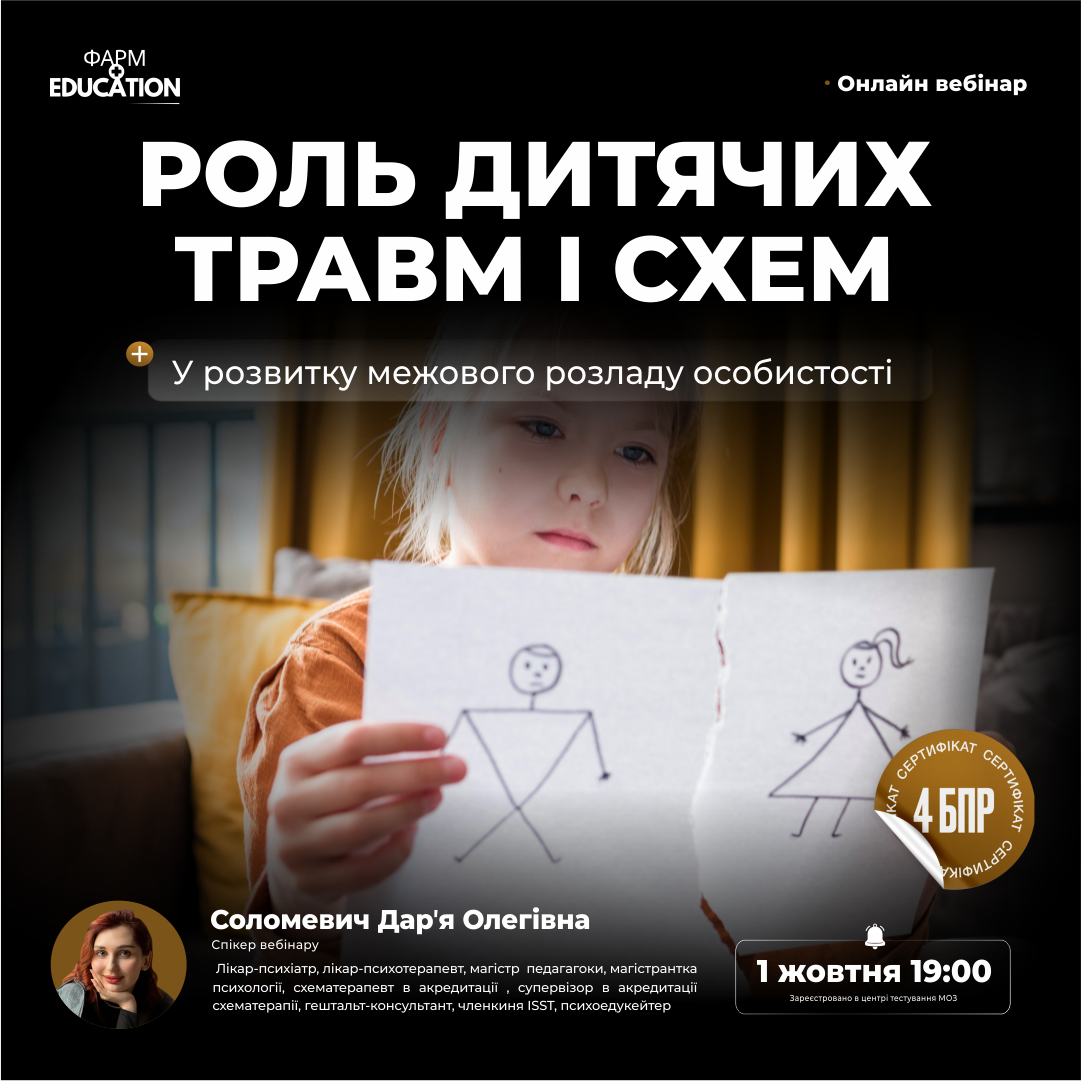 ФАРМ
EDUCATION
Онлайн вебінар
РОЛЬ ДИТЯЧИХ
ТРАВМ І СХЕМ
У розвитку межового розладу особистості
СЕРТИФІКАТ СЕРТИФІКАТ СЕРТИФІКАТ
4 БПР
Соломевич Дар'я Олегівна
Спікер вебінару
Лікар-психіатр, лікар-психотерапевт, магістр педагагоки, магістрантка
психології, схематерапевт в акредитації , супервізор в акредитації
схематерапії, гештальт-консультант, членкиня ISST, психоедукейтер
1 жовтня 19:00
Зареєстровано в центрі тестування МОЗ